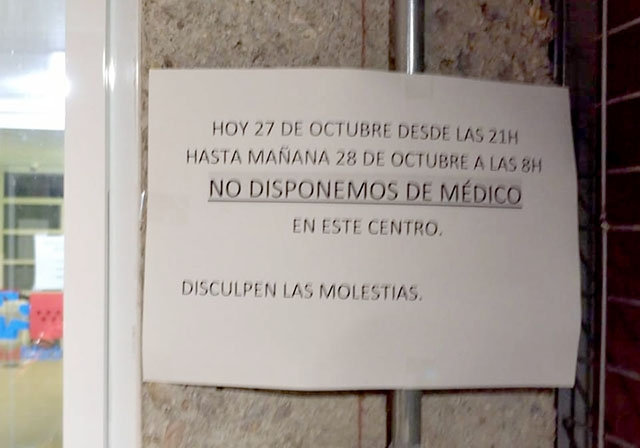 HOY 27 DE OCTUBRE DESDE LAS 21H
HASTA MAÑANA 28 DE OCTUBRE A LAS 8H
NO DISPONEMOS DE MÉDICO
EN ESTE CENTRO.
DISCULPEN LAS MOLESTIAS.